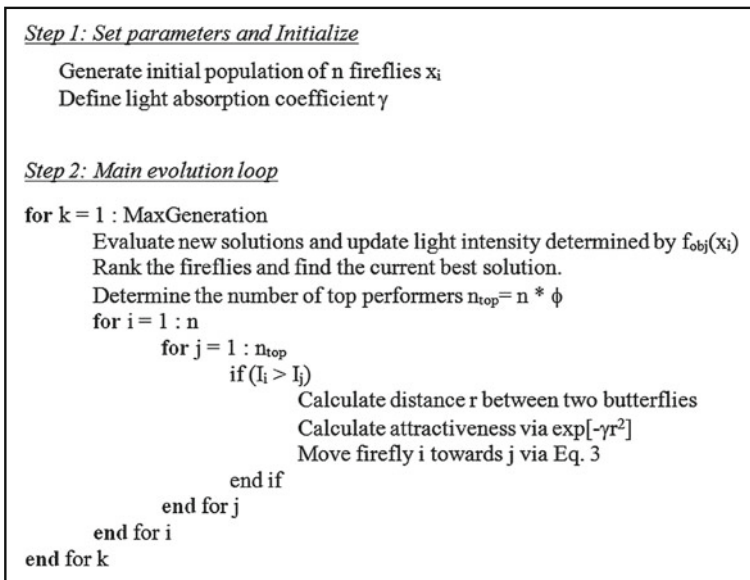 Step 1: Set parameters and Initialize
Generate initial population of n fireflies xᵢ
Define light absorption coefficient γ
Step 2: Main evolution loop
for k = 1 : MaxGeneration
Evaluate new solutions and update light intensity determined by fₒbⱼ(xᵢ)
Rank the fireflies and find the current best solution.
Determine the number of top performers nₜₒₚ= n * ϕ
for i = 1 : n
for j = 1 : nₜₒₚ
if (Iᵢ > Iⱼ)
Calculate distance r between two butterflies
Calculate attractiveness via exp[-γr²]
Move firefly i towards j via Eq. 3
end if
end for j
end for i
end for k